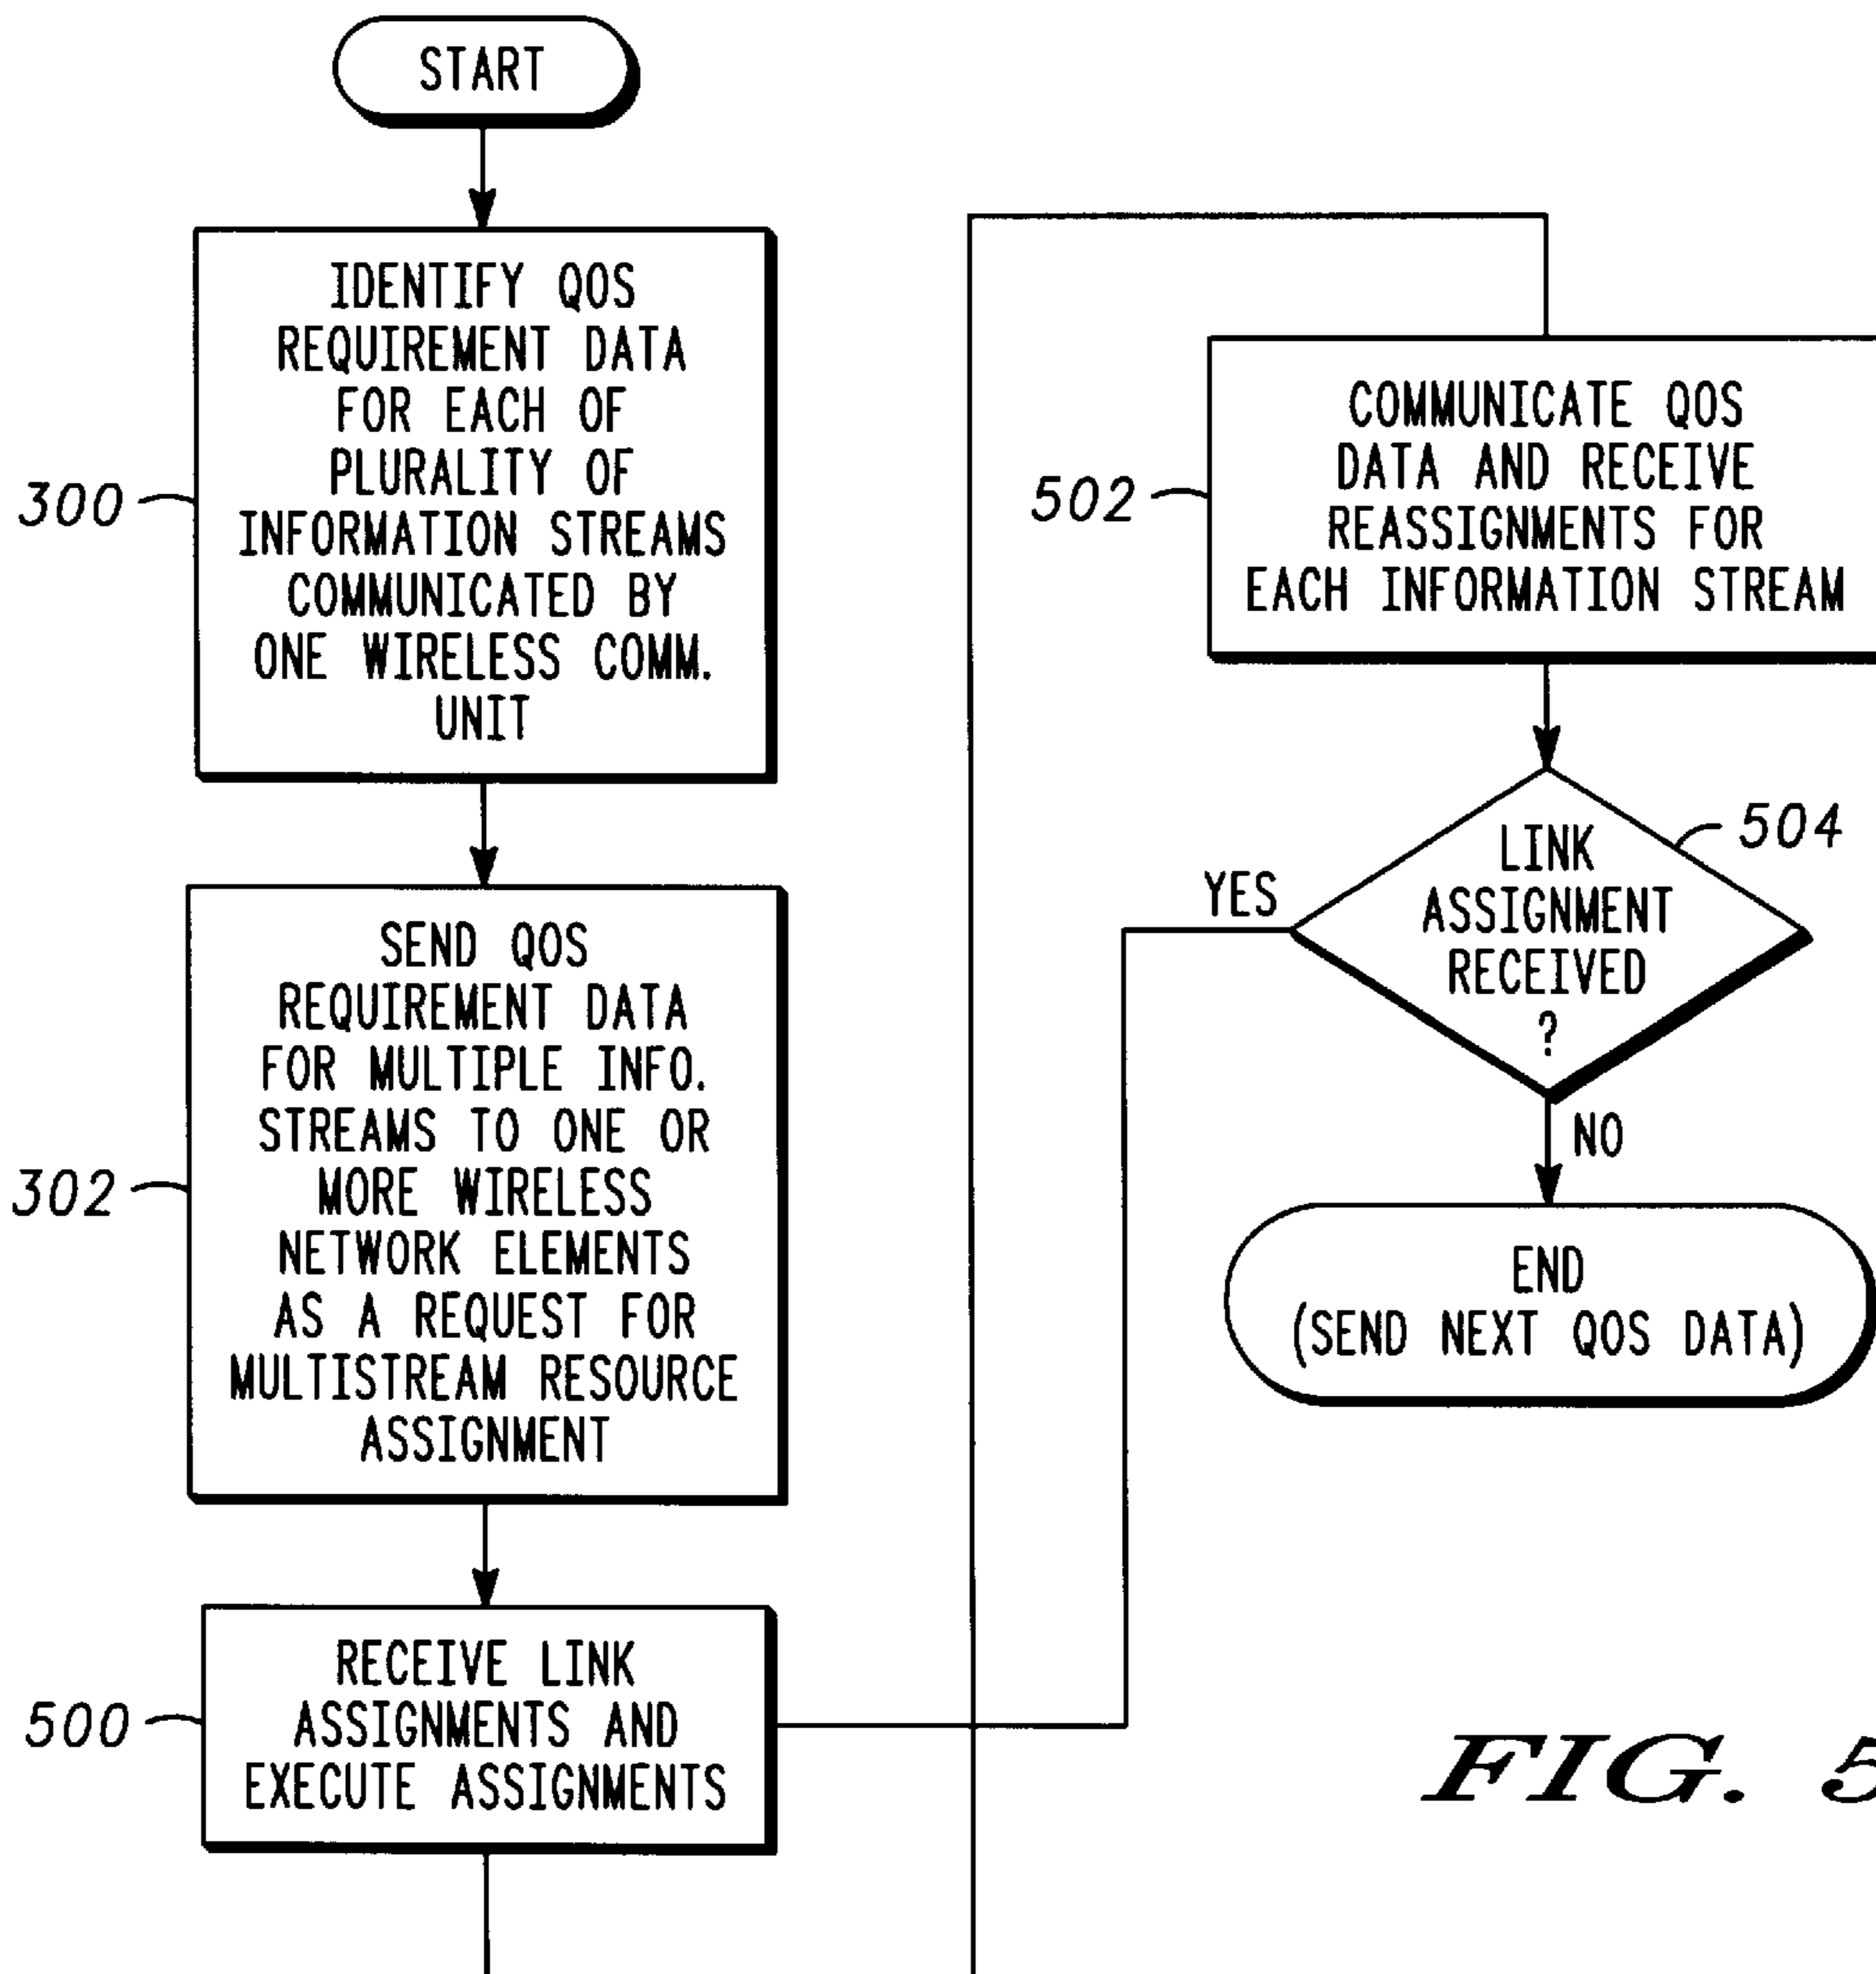 START
IDENTIFY QOS
REQUIREMENT DATA
FOR EACH OF
PLURALITY OF
INFORMATION STREAMS
COMMUNICATED BY
ONE WIRELESS COMM.
UNIT
300
SEND QOS
REQUIREMENT DATA
FOR MULTIPLE INFO.
STREAMS TO ONE OR
MORE WIRELESS
NETWORK ELEMENTS
AS A REQUEST FOR
MULTISTREAM RESOURCE
ASSIGNMENT
302
RECEIVE LINK
ASSIGNMENTS AND
EXECUTE ASSIGNMENTS
500
COMMUNICATE QOS
DATA AND RECEIVE
REASSIGNMENTS FOR
EACH INFORMATION STREAM
502
LINK
ASSIGNMENT
RECEIVED
?
504
YES
NO
END
(SEND NEXT QOS DATA)
FIG. 5